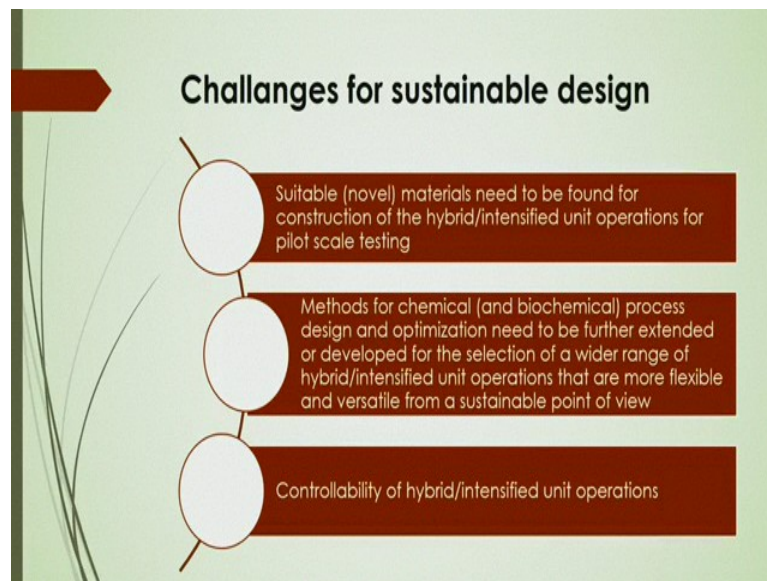 Challanges for sustainable design
Suitable (novel) materials need to be found for
construction of the hybrid/intensified unit operations for
pilot scale testing
Methods for chemical (and biochemical) process
design and optimization need to be further extended
or developed for the selection of a wider range of
hybrid/intensified unit operations that are more flexible
and versatile from a sustainable point of view
Controllability of hybrid/intensified unit operations